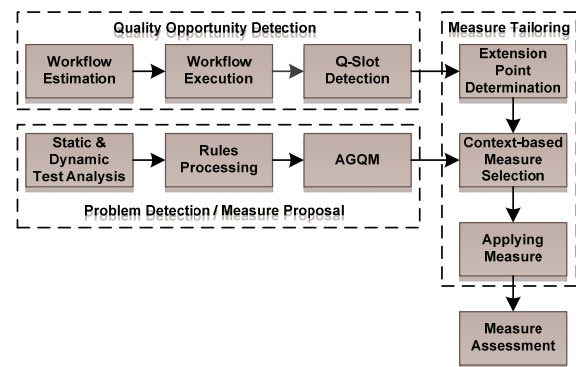 Quality Opportunity Detection
Measure Tailoring
Workflow
Estimation
Workflow
Execution
Q-Slot
Detection
Extension
Point
Determination
Static &
Dynamic
Test Analysis
Rules
Processing
AGQM
Context-based
Measure
Selection
Problem Detection / Measure Proposal
Applying
Measure
Measure
Assessment